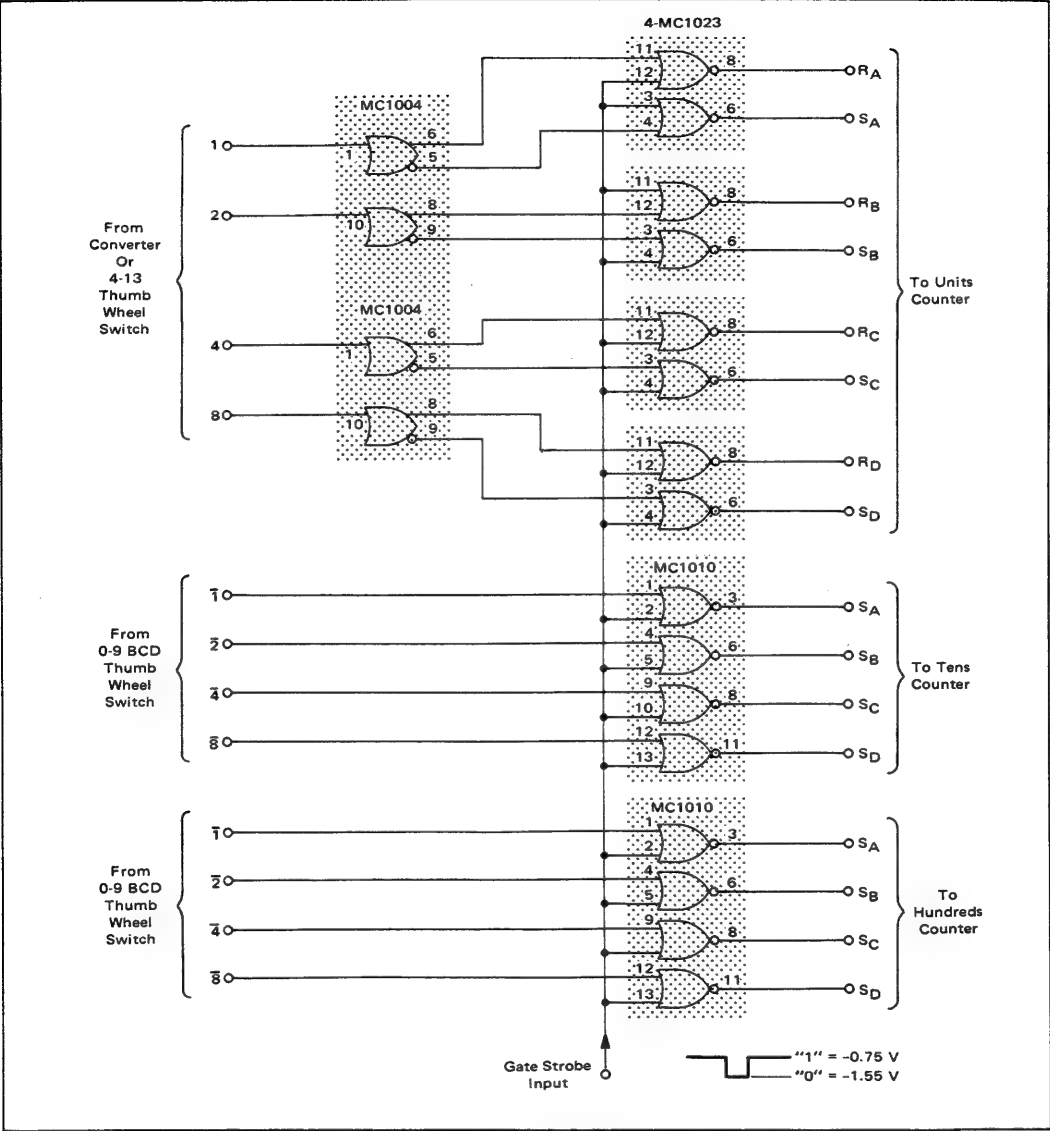 4-MC1023
11
12
8
RA
3
4
6
SA
MC1004
1
1
6
5
2
10
8
9
11
12
8
RB
3
4
6
SB
From
Converter
Or
4-13
Thumb
Wheel
Switch
To Units
Counter
MC1004
4
1
6
5
8
10
8
9
11
12
8
RC
3
4
6
SC
11
12
8
RD
3
4
6
SD
MC1010
From
0-9 BCD
Thumb
Wheel
Switch
1̅
2̅
4̅
8̅
1
2
3
SA
4
5
6
SB
9
10
8
SC
12
13
11
SD
To Tens
Counter
MC1010
From
0-9 BCD
Thumb
Wheel
Switch
1̅
2̅
4̅
8̅
1
2
3
SA
4
5
6
SB
9
10
8
SC
12
13
11
SD
To
Hundreds
Counter
Gate Strobe
Input
"1" = -0.75 V
"0" = -1.55 V